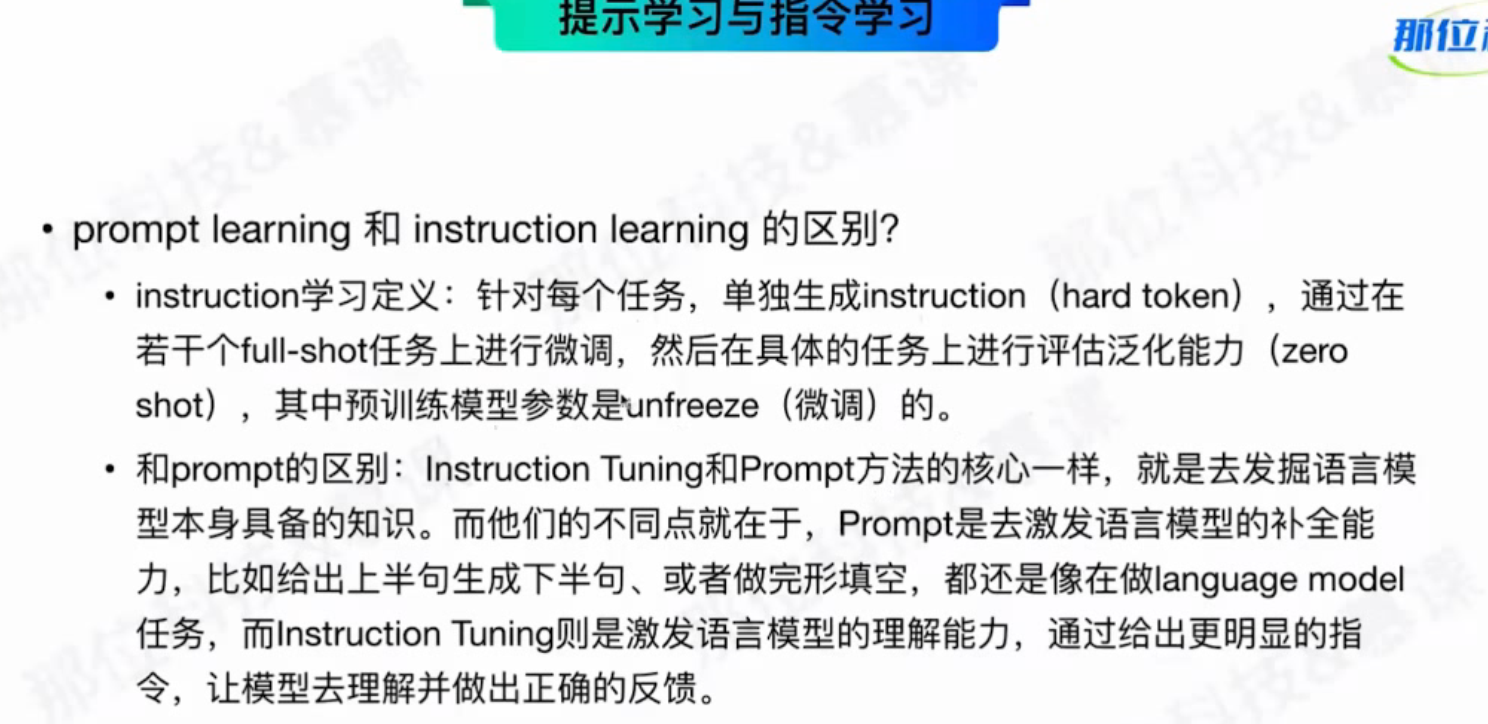 提示学习与指令学习
那位
• prompt learning 和 instruction learning 的区别？
• instruction学习定义：针对每个任务，单独生成instruction（hard token），通过在
若干个full-shot任务上进行微调，然后在具体的任务上进行评估泛化能力（zero
shot），其中预训练模型参数是unfreeze（微调）的。
• 和prompt的区别：Instruction Tuning和Prompt方法的核心一样，就是去发掘语言模
型本身具备的知识。而他们的不同点就在于，Prompt是去激发语言模型的补全能
力，比如给出上半句生成下半句、或者做完形填空，都还是像在做language model
任务，而Instruction Tuning则是激发语言模型的理解能力，通过给出更明显的指
令，让模型去理解并做出正确的反馈。
那位科技&慕课